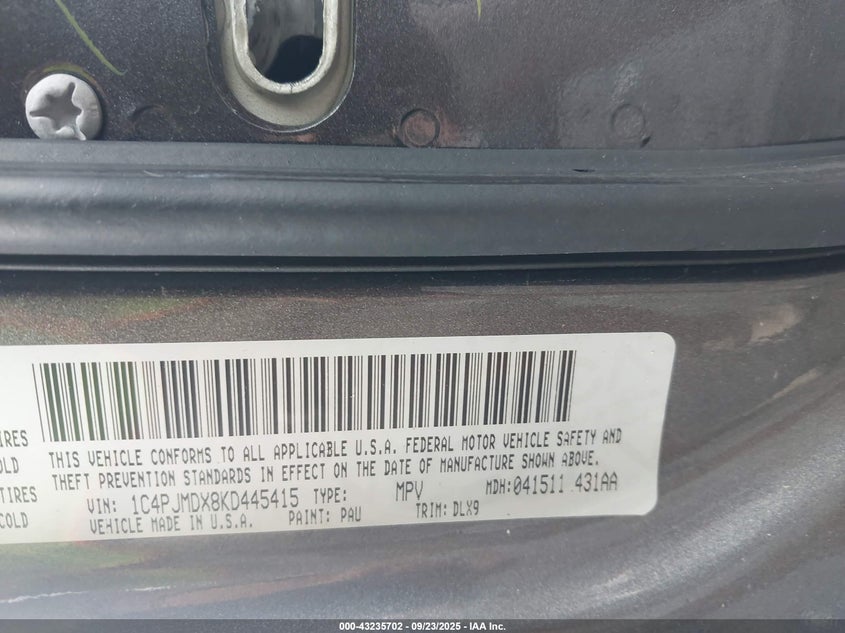 THIS VEHICLE CONFORMS TO ALL APPLICABLE U.S.A. FEDERAL MOTOR VEHICLE SAFETY AND
IRES
THEFT PREVENTION STANDARDS IN EFFECT ON THE DATE OF MANUFACTURE SHOWN ABOVE.
OLD
VIN: 1C4PJMDX8KD445415 TYPE: MPV MDH: 041511 431AA
TIRES
VEHICLE MADE IN U.S.A. PAINT: PAU TRIM: DLX9
COLD
000-43235702 - 09/23/2025 - IAA Inc.